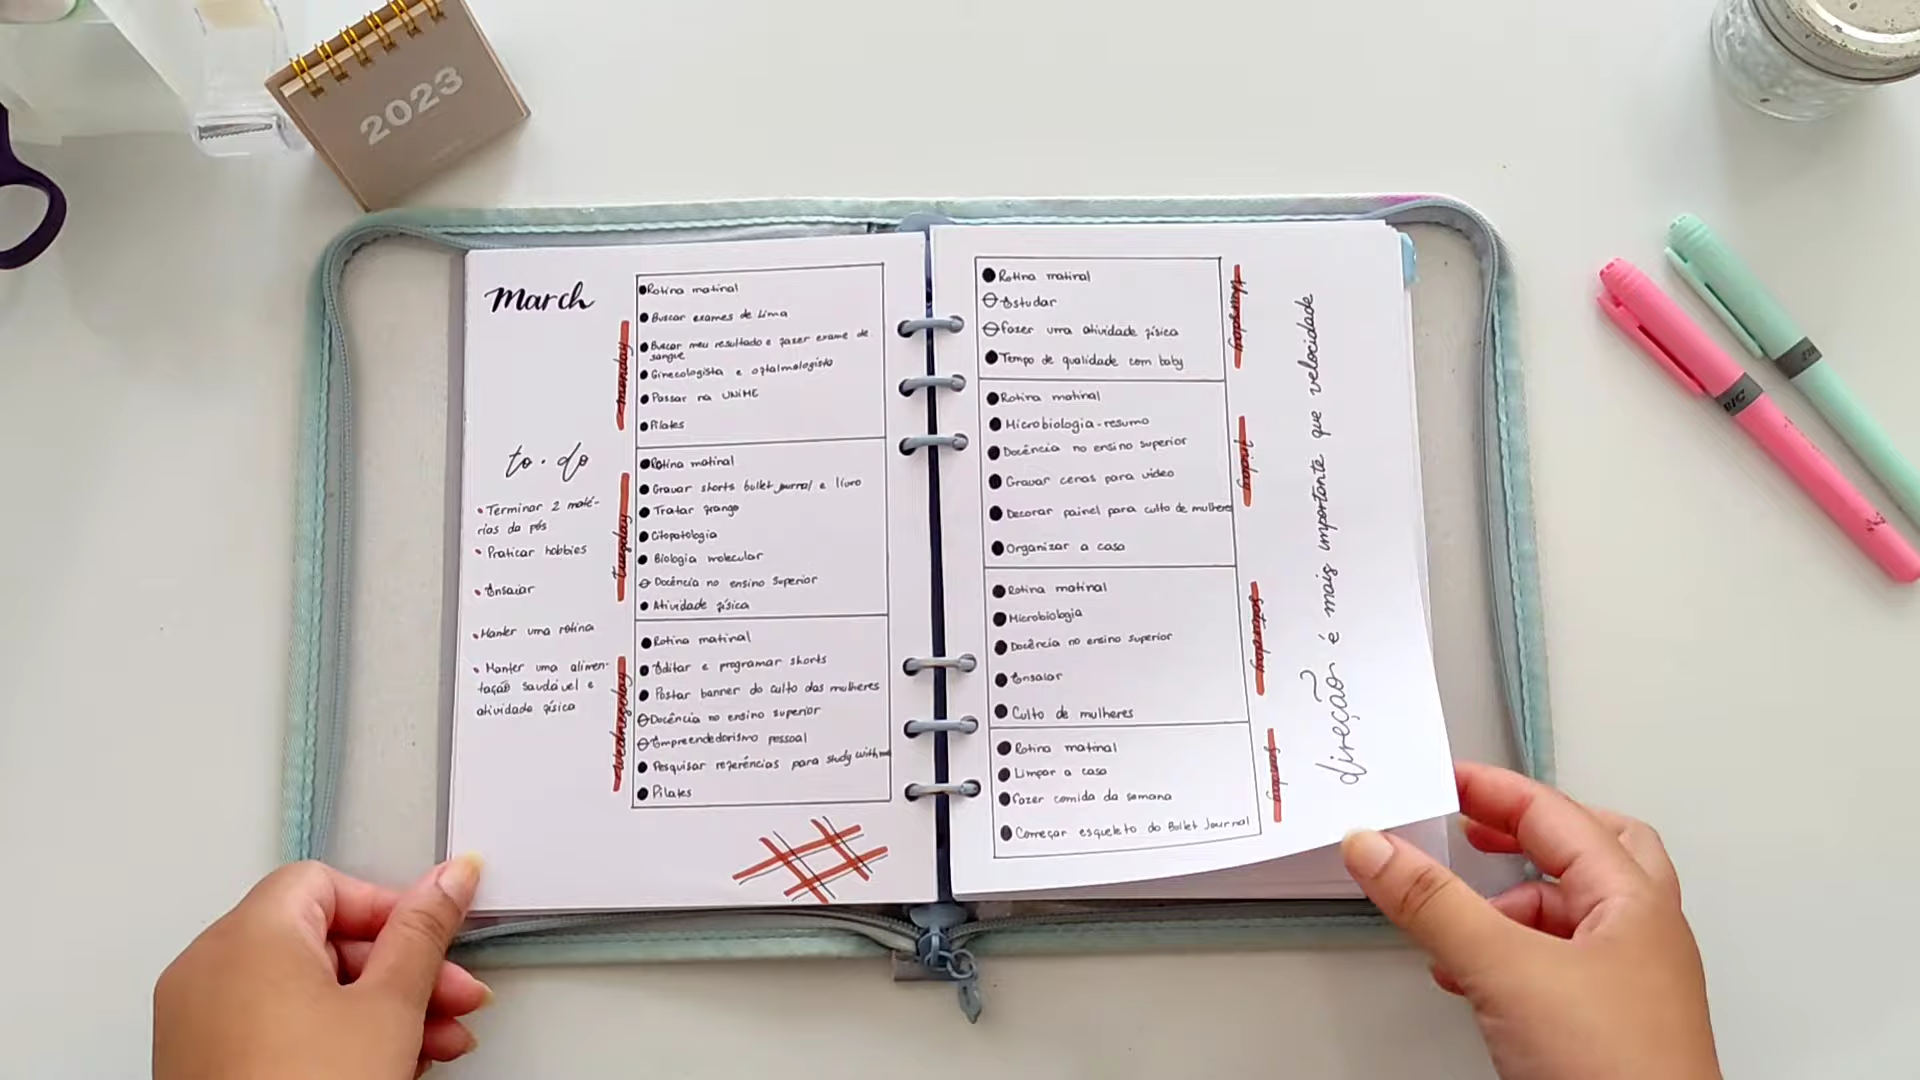 2023
March
to.do
• Terminar 2 maté-
rias da pós
• Praticar hobbies
• Ensaiar
• Manter uma rotina
• Manter uma alimen-
tação saudável e
atividade física
monday
Rotina matinal
Buscar exames de Lima
Buscar meu resultado e fazer exame de
sangue
Ginecologista e oftalmologista
Passar na UNIME
Pilates
tuesday
Rotina matinal
Gravar shorts bullet journal e livro
Tratar frango
Citopatologia
Biologia molecular
Docência no ensino superior
Atividade física
wednesday
Rotina matinal
Editar e programar shorts
Postar banner do culto das mulheres
Docência no ensino superior
Empreendedorismo pessoal
Pesquisar referências para study with me
Pilates
thursday
Rotina matinal
Estudar
Fazer uma atividade física
Tempo de qualidade com baby
friday
Rotina matinal
Microbiologia-resumo
Docência no ensino superior
Gravar cenas para vídeo
Decorar painel para culto de mulheres
Organizar a casa
saturday
Rotina matinal
Microbiologia
Docência no ensino superior
Ensaiar
Culto de mulheres
sunday
Rotina matinal
Limpar a casa
Fazer comida da semana
Começar esqueleto do Bullet Journal
direção é mais importante que velocidade
BIC